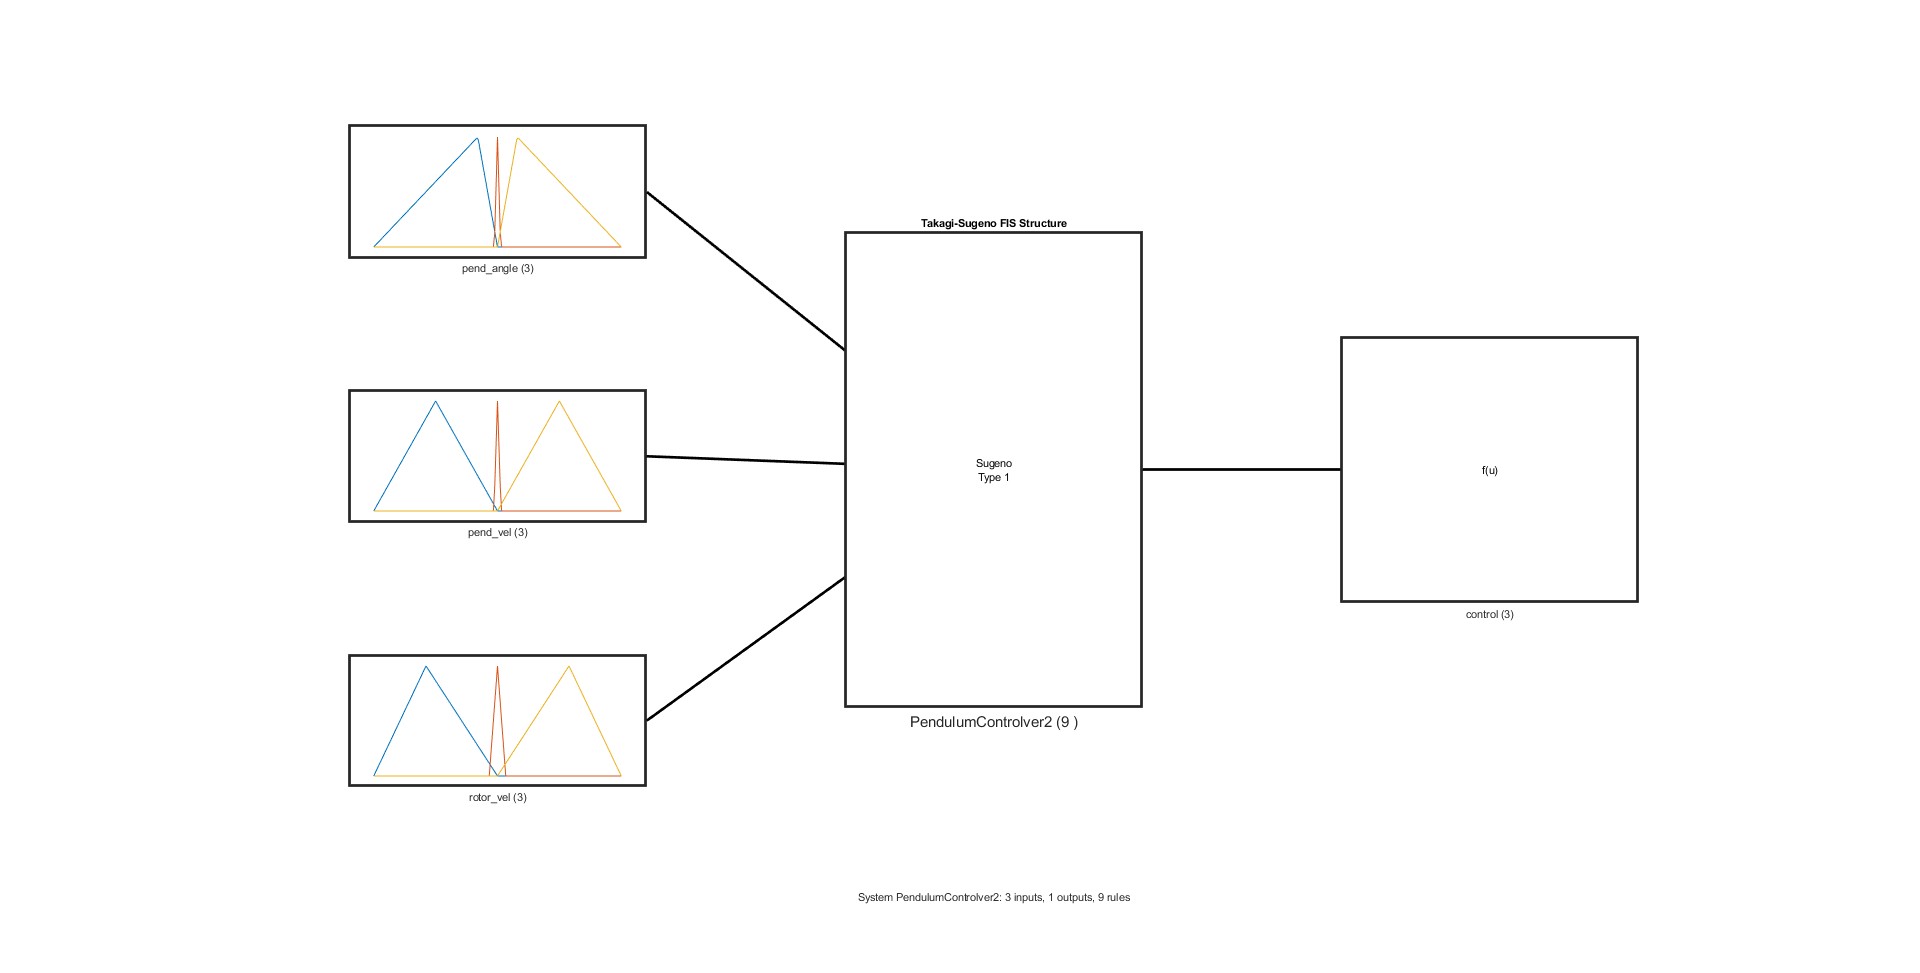 pend_angle (3)
Takagi-Sugeno FIS Structure
pend_vel (3)
Sugeno
Type 1
f(u)
control (3)
rotor_vel (3)
PendulumControlver2 (9 )
System PendulumControlver2: 3 inputs, 1 outputs, 9 rules